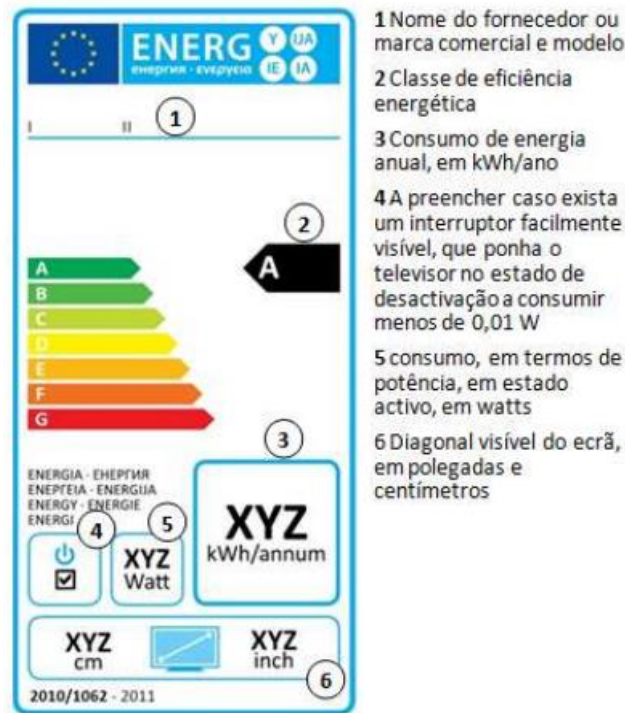 ENERG Y UA
енергия · ενεργεια IE IA
I II 1
2
A
A
B
C
D
E
F
G
3
ENERGIA · ЕНЕРГИЯ
ΕΝΕΡΓΕΙΑ · ENERGIJA
ENERGY · ENERGIE
ENERGI
4
5
XYZ
Watt
XYZ
kWh/annum
XYZ
cm
XYZ
inch
6
2010/1062 - 2011
1 Nome do fornecedor ou
marca comercial e modelo
2 Classe de eficiência
energética
3 Consumo de energia
anual, em kWh/ano
4 A preencher caso exista
um interruptor facilmente
visível, que ponha o
televisor no estado de
desactivação a consumir
menos de 0,01 W
5 consumo, em termos de
potência, em estado
activo, em watts
6 Diagonal visível do ecrã,
em polegadas e
centímetros